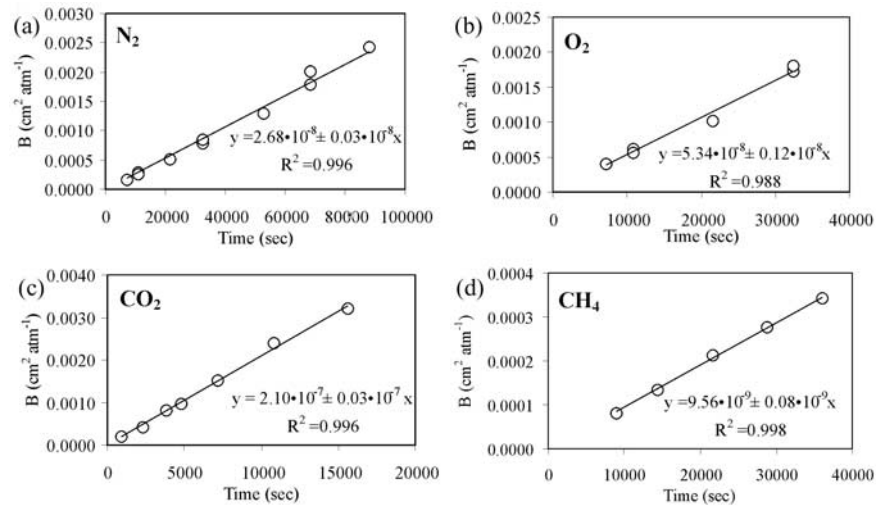 (a)
N₂
B (cm² atm⁻¹)
0.0030
0.0025
0.0020
0.0015
0.0010
0.0005
0.0000
y =2.68•10⁻⁸± 0.03•10⁻⁸x
R² =0.996
0 20000 40000 60000 80000 100000
Time (sec)
(b)
O₂
B (cm² atm⁻¹)
0.0025
0.0020
0.0015
0.0010
0.0005
0.0000
y =5.34•10⁻⁸± 0.12•10⁻⁸x
R² =0.988
0 10000 20000 30000 40000
Time (sec)
(c)
CO₂
B (cm² atm⁻¹)
0.0040
0.0030
0.0020
0.0010
0.0000
y = 2.10•10⁻⁷± 0.03•10⁻⁷ x
R² =0.996
0 5000 10000 15000 20000
Time (sec)
(d)
CH₄
B (cm² atm⁻¹)
0.0004
0.0003
0.0002
0.0001
0.0000
y =9.56•10⁻⁹± 0.08•10⁻⁹x
R² =0.998
0 10000 20000 30000 40000
Time (sec)